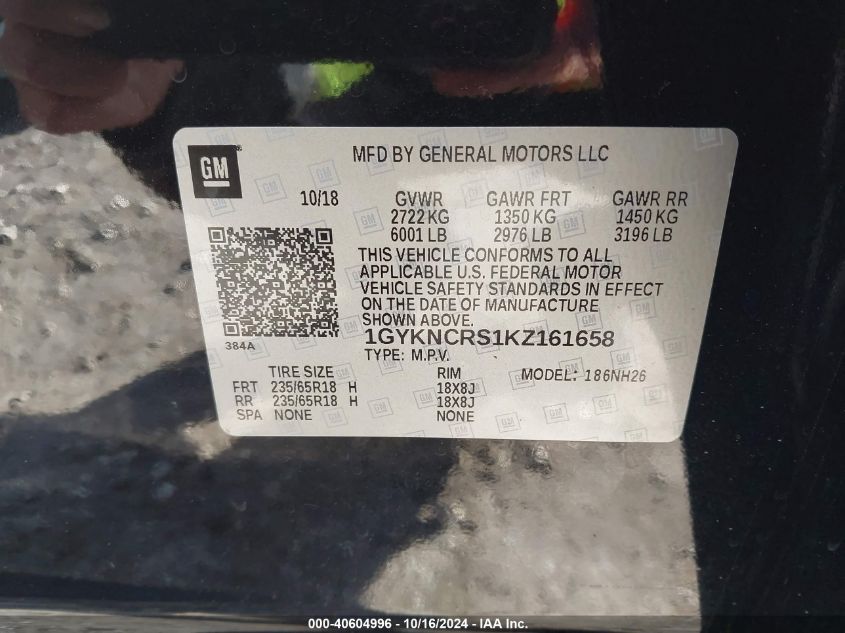 GM
MFD BY GENERAL MOTORS LLC
10/18 GVWR GAWR FRT GAWR RR
2722 KG 1350 KG 1450 KG
6001 LB 2976 LB 3196 LB
THIS VEHICLE CONFORMS TO ALL
APPLICABLE U.S. FEDERAL MOTOR
VEHICLE SAFETY STANDARDS IN EFFECT
ON THE DATE OF MANUFACTURE
SHOWN ABOVE.
384A
1GYKNCRS1KZ161658
TYPE: M.P.V.
MODEL: 186NH26
TIRE SIZE RIM
FRT 235/65R18 H 18X8J
RR 235/65R18 H 18X8J
SPA NONE NONE
000-40604996 - 10/16/2024 - IAA Inc.